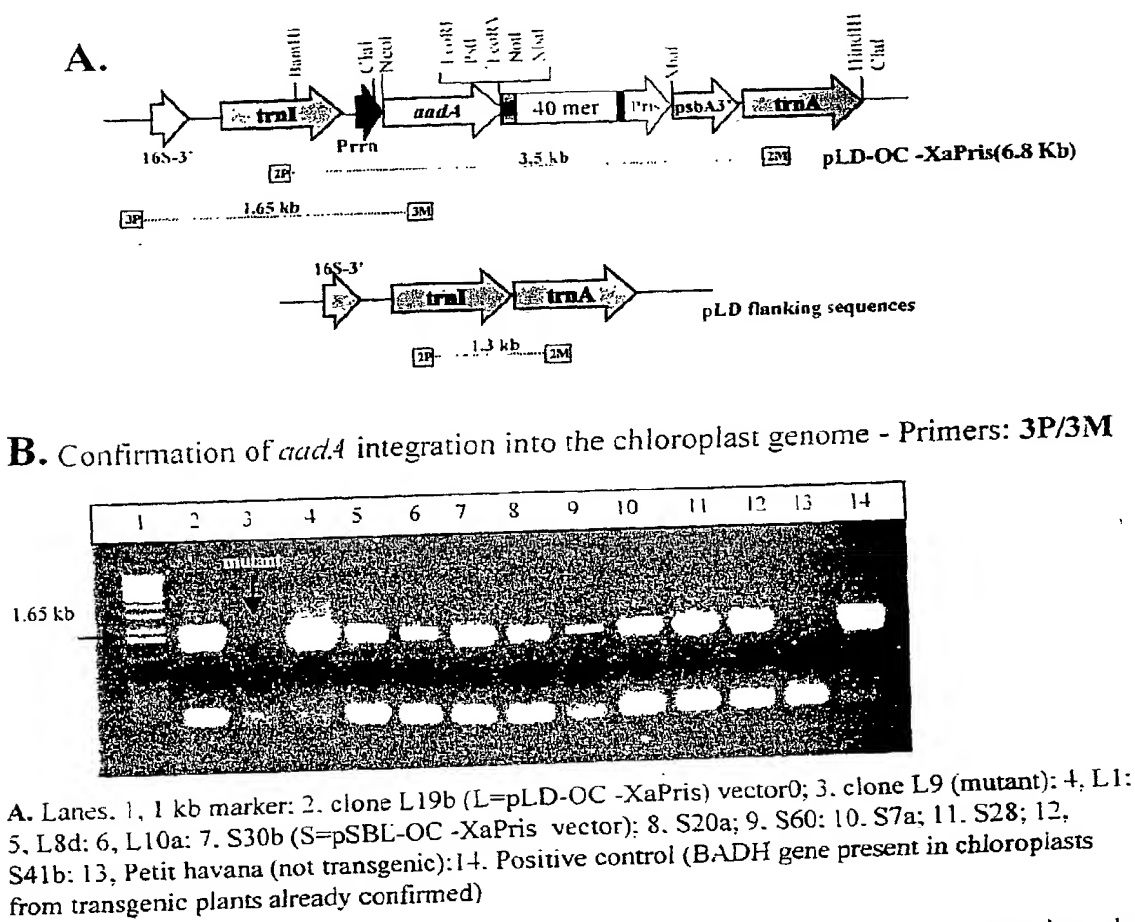 A.
BamHI
ClaI
NcoI
EcoRI
PstI
EcoRV
NotI
XbaI
XbaI
HindIII
ClaI
16S-3'
trnI
Prrn
aadA
40 mer
Pris
psbA3'
trnA
2P
3.5 kb
2M
pLD-OC -XaPris(6.8 Kb)
3P
1.65 kb
3M
16S-3'
trnI
trnA
pLD flanking sequences
2P
1.3 kb
2M
B. Confirmation of aadA integration into the chloroplast genome - Primers: 3P/3M
1 2 3 4 5 6 7 8 9 10 11 12 13 14
mutant
1.65 kb
A. Lanes. 1, 1 kb marker: 2. clone L19b (L=pLD-OC -XaPris) vector0; 3. clone L9 (mutant): 4, L1:
5, L8d: 6, L10a: 7. S30b (S=pSBL-OC -XaPris vector): 8. S20a; 9. S60: 10. S7a; 11. S28; 12,
S41b: 13, Petit havana (not transgenic):14. Positive control (BADH gene present in chloroplasts
from transgenic plants already confirmed)